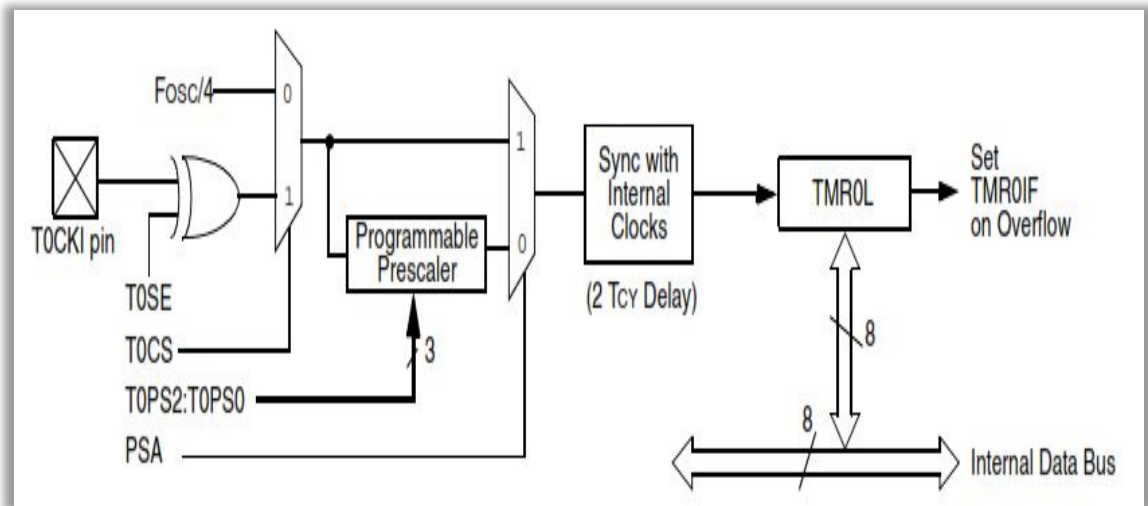 Fosc/4
0
1
T0CKI pin
T0SE
T0CS
T0PS2:T0PS0
PSA
Programmable
Prescaler
3
1
0
Sync with
Internal
Clocks
(2 TCY Delay)
TMR0L
Set
TMR0IF
on Overflow
8
8
Internal Data Bus